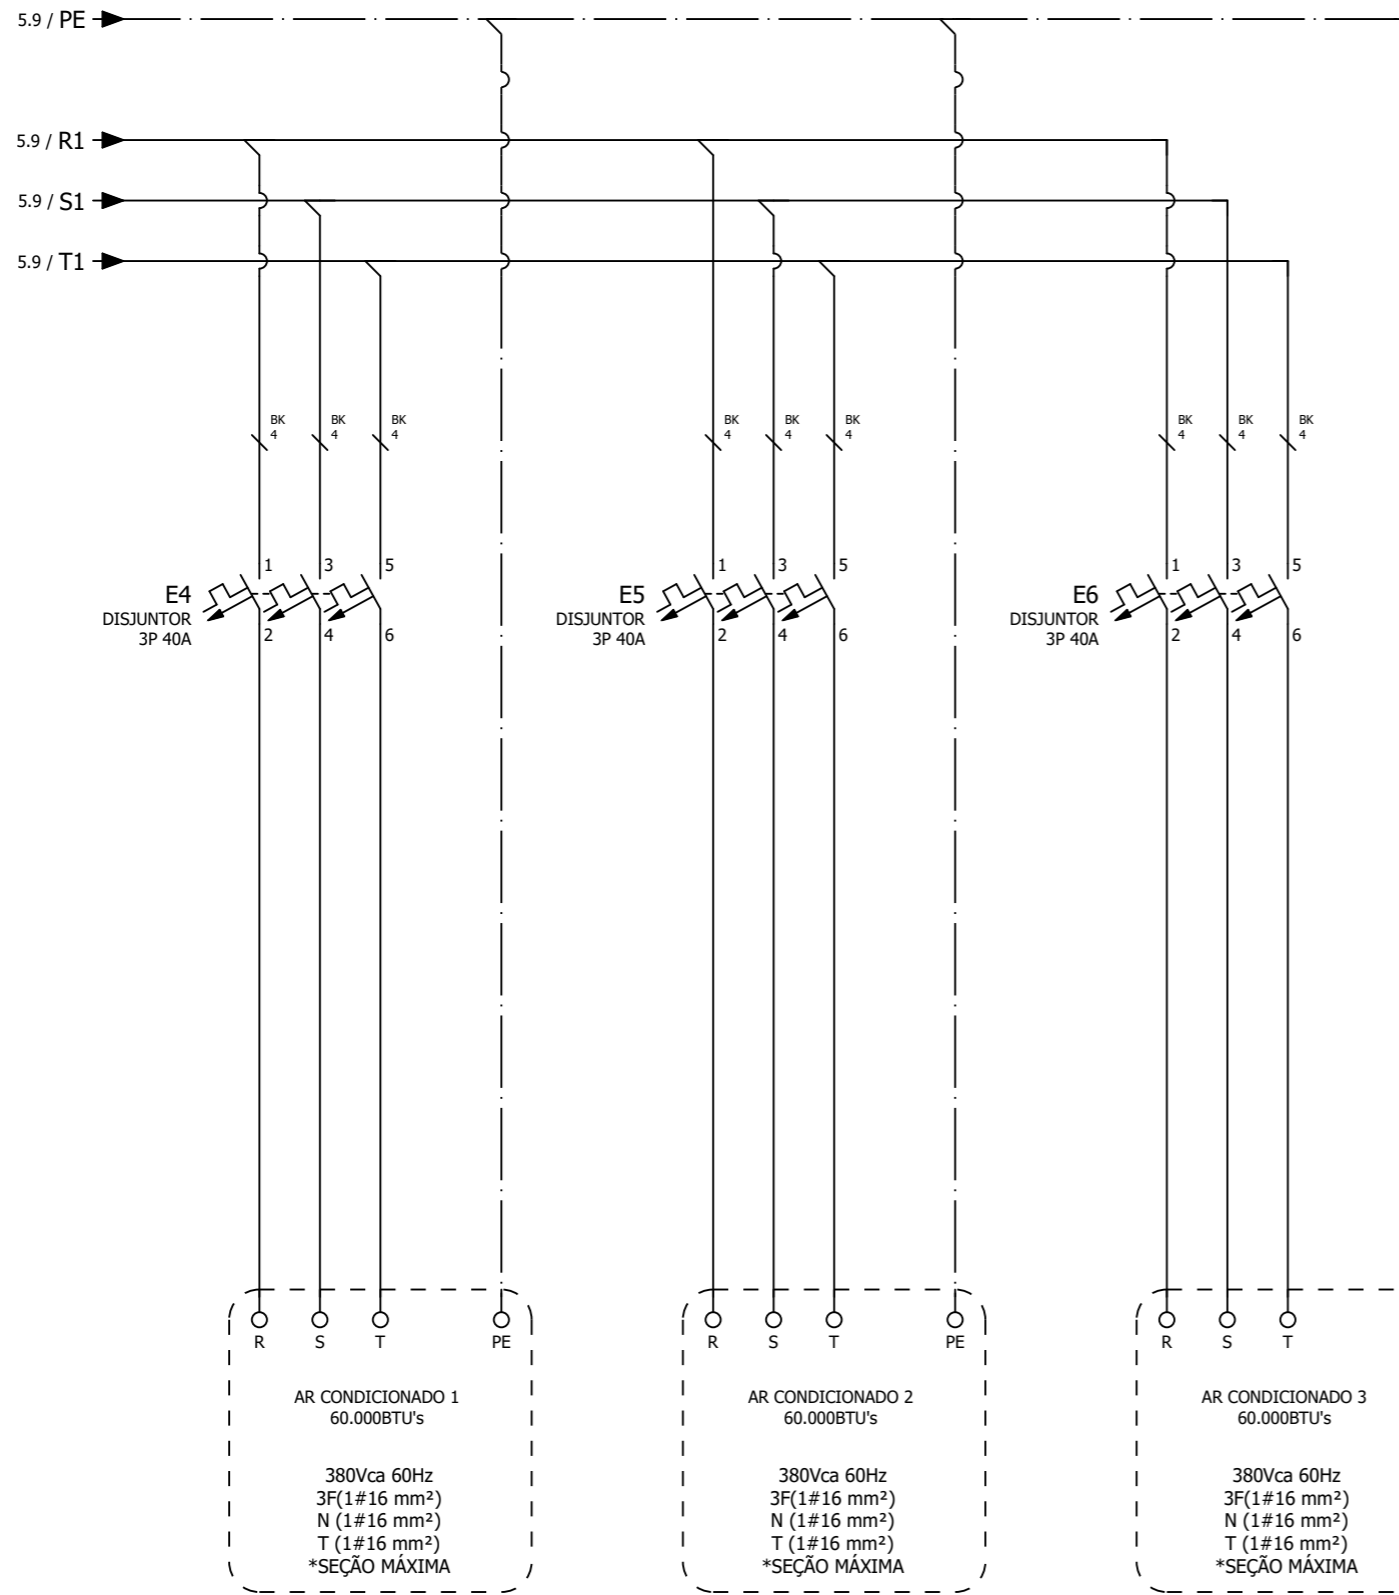 5.9 / PE
5.9 / R1
5.9 / S1
5.9 / T1
BK BK BK BK BK BK BK BK BK
4 4 4 4 4 4 4 4 4
1 3 5 1 3 5 1 3 5
E4 E5 E6
DISJUNTOR DISJUNTOR DISJUNTOR
3P 40A 3P 40A 3P 40A
2 4 6 2 4 6 2 4 6
R S T PE R S T PE R S T
AR CONDICIONADO 1
60.000BTU's
380Vca 60Hz
3F(1#16 mm²)
N (1#16 mm²)
T (1#16 mm²)
*SEÇÃO MÁXIMA
AR CONDICIONADO 2
60.000BTU's
380Vca 60Hz
3F(1#16 mm²)
N (1#16 mm²)
T (1#16 mm²)
*SEÇÃO MÁXIMA
AR CONDICIONADO 3
60.000BTU's
380Vca 60Hz
3F(1#16 mm²)
N (1#16 mm²)
T (1#16 mm²)
*SEÇÃO MÁXIMA